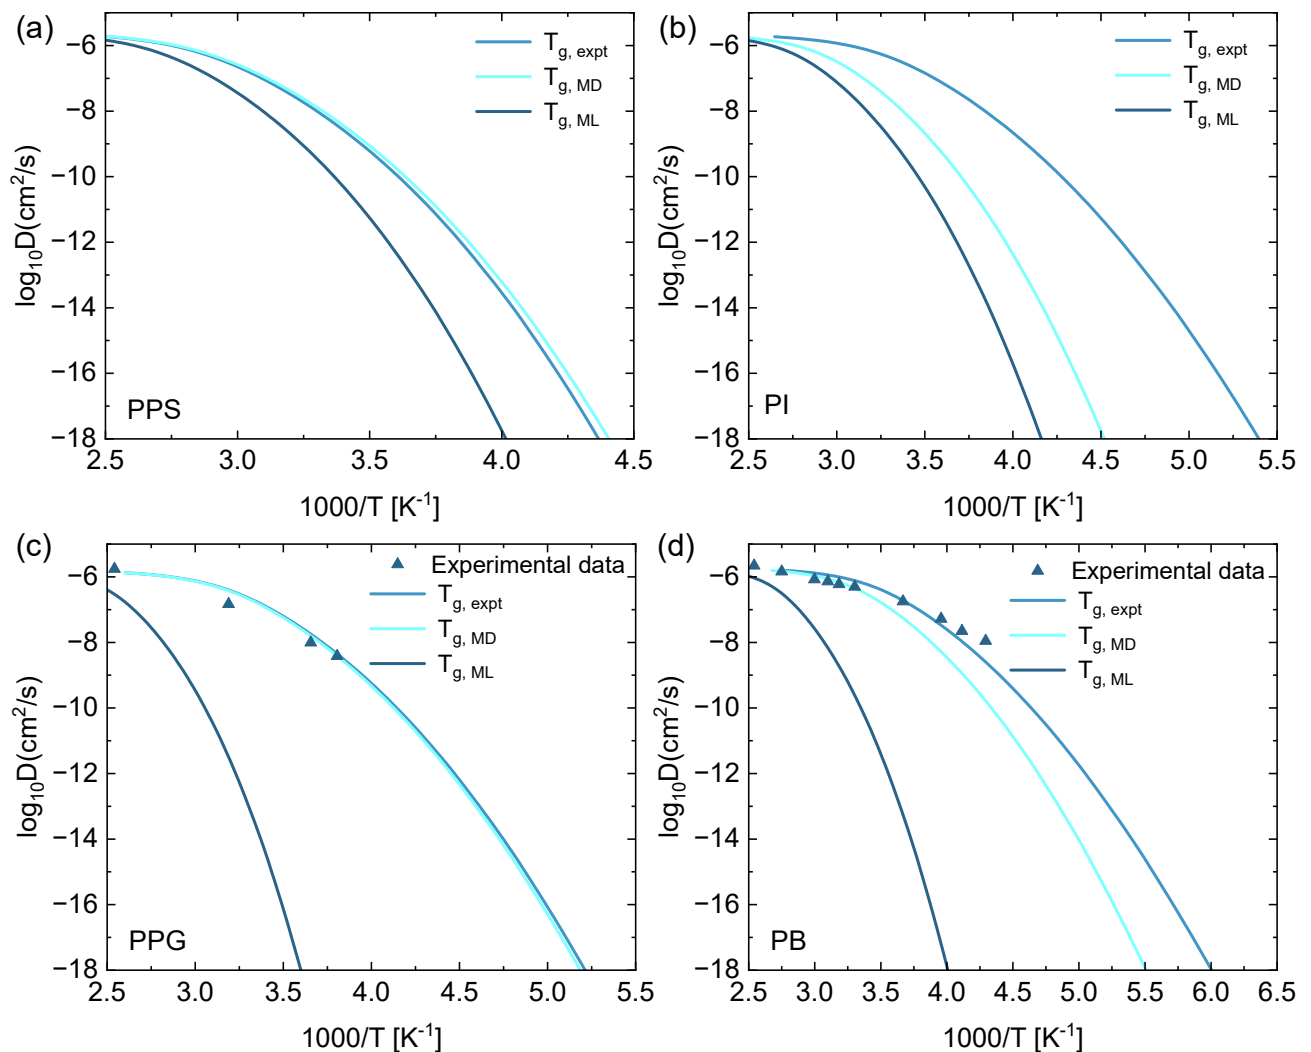 (a)
T_g, expt
T_g, MD
T_g, ML
−6
−8
−10
−12
−14
−16
−18
log₁₀D(cm²/s)
PPS
2.5 3.0 3.5 4.0 4.5
1000/T [K⁻¹]
(b)
T_g, expt
T_g, MD
T_g, ML
−6
−8
−10
−12
−14
−16
−18
log₁₀D(cm²/s)
PI
2.5 3.0 3.5 4.0 4.5 5.0 5.5
1000/T [K⁻¹]
(c)
Experimental data
T_g, expt
T_g, MD
T_g, ML
−6
−8
−10
−12
−14
−16
−18
log₁₀D(cm²/s)
PPG
2.5 3.0 3.5 4.0 4.5 5.0 5.5
1000/T [K⁻¹]
(d)
Experimental data
T_g, expt
T_g, MD
T_g, ML
−6
−8
−10
−12
−14
−16
−18
log₁₀D(cm²/s)
PB
2.5 3.0 3.5 4.0 4.5 5.0 5.5 6.0 6.5
1000/T [K⁻¹]